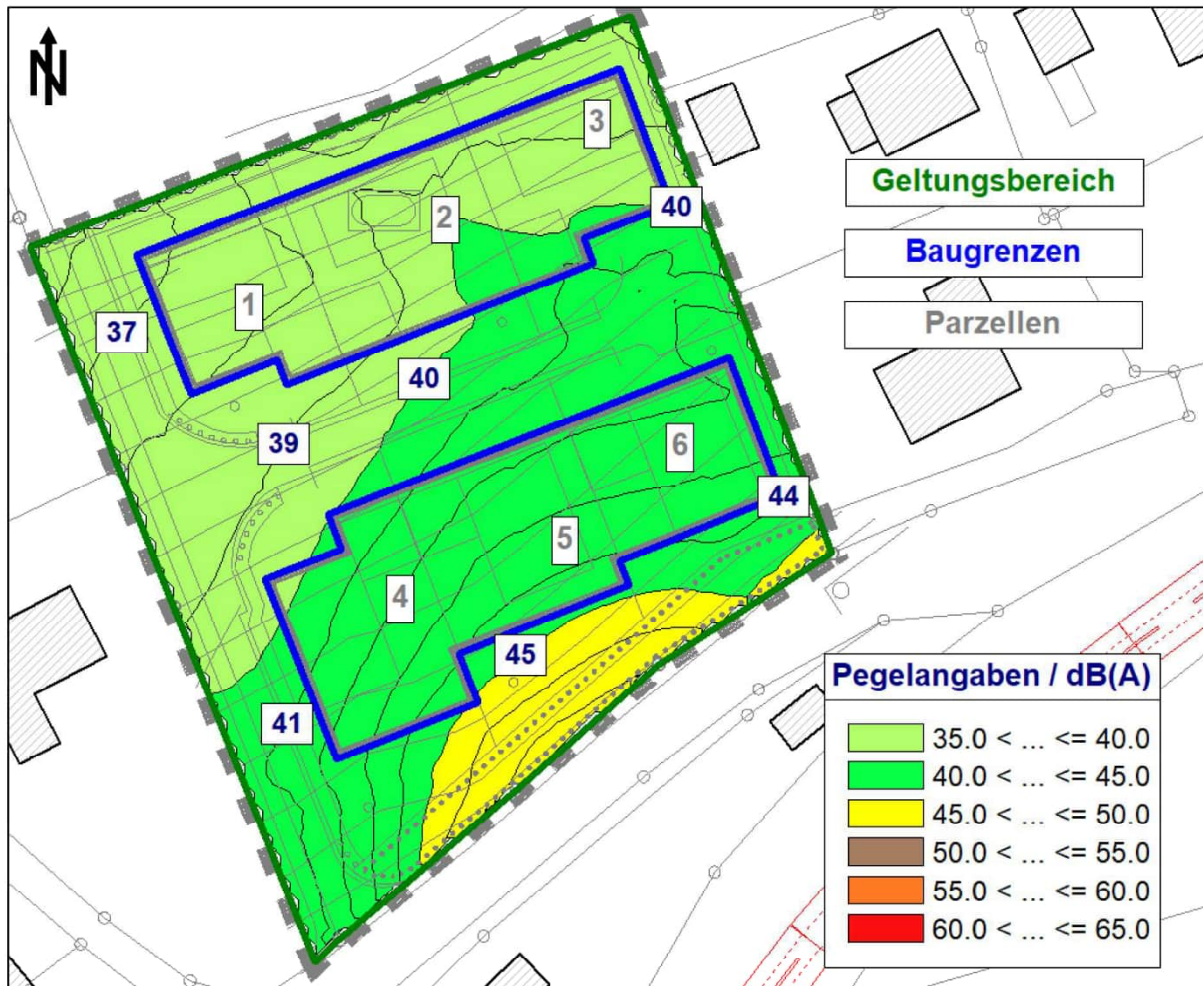 N
3
Geltungsbereich
2
40
Baugrenzen
1
Parzellen
37
40
39
6
44
5
4
45
41
Pegelangaben / dB(A)
35.0 < ... <= 40.0
40.0 < ... <= 45.0
45.0 < ... <= 50.0
50.0 < ... <= 55.0
55.0 < ... <= 60.0
60.0 < ... <= 65.0